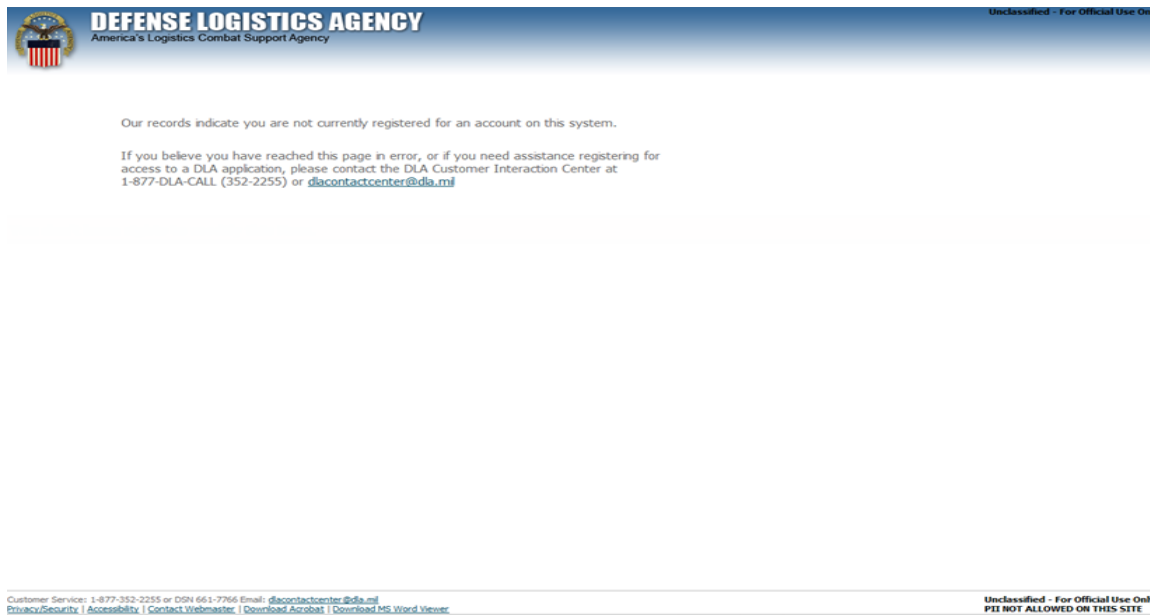 DEFENSE LOGISTICS AGENCY
America's Logistics Combat Support Agency
Unclassified - For Official Use On
Our records indicate you are not currently registered for an account on this system.
If you believe you have reached this page in error, or if you need assistance registering for
access to a DLA application, please contact the DLA Customer Interaction Center at
1-877-DLA-CALL (352-2255) or dlacontactcenter@dla.mil
Customer Service: 1-877-352-2255 or DSN 661-7766 Email: dlacontactcenter@dla.mil
Privacy/Security | Accessibility | Contact Webmaster | Download Acrobat | Download MS Word Viewer
Unclassified - For Official Use Onl
PII NOT ALLOWED ON THIS SITE